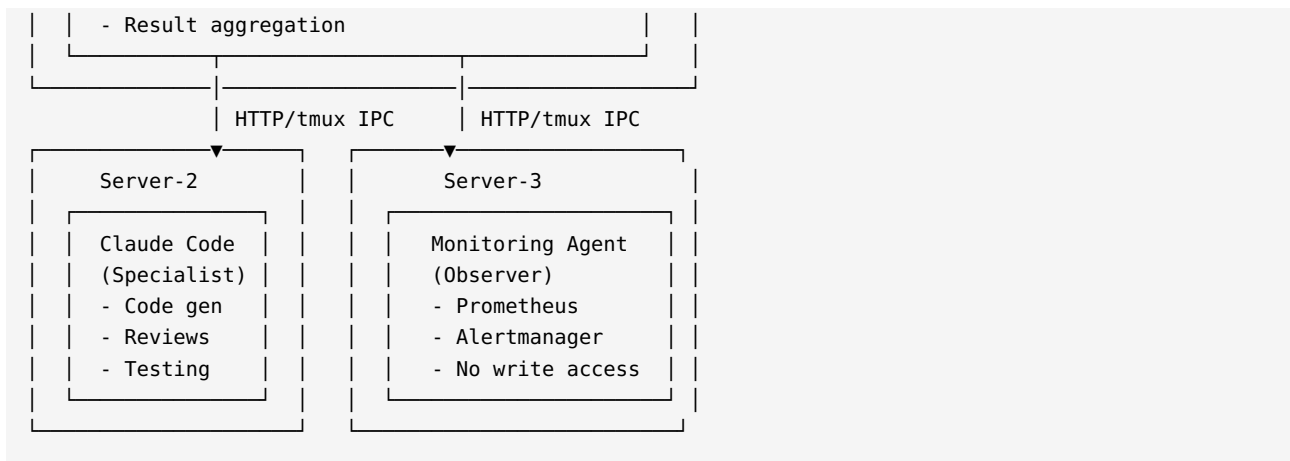 - Result aggregation
HTTP/tmux IPC HTTP/tmux IPC
Server-2 Server-3
Claude Code Monitoring Agent
(Specialist) (Observer)
- Code gen - Prometheus
- Reviews - Alertmanager
- Testing - No write access